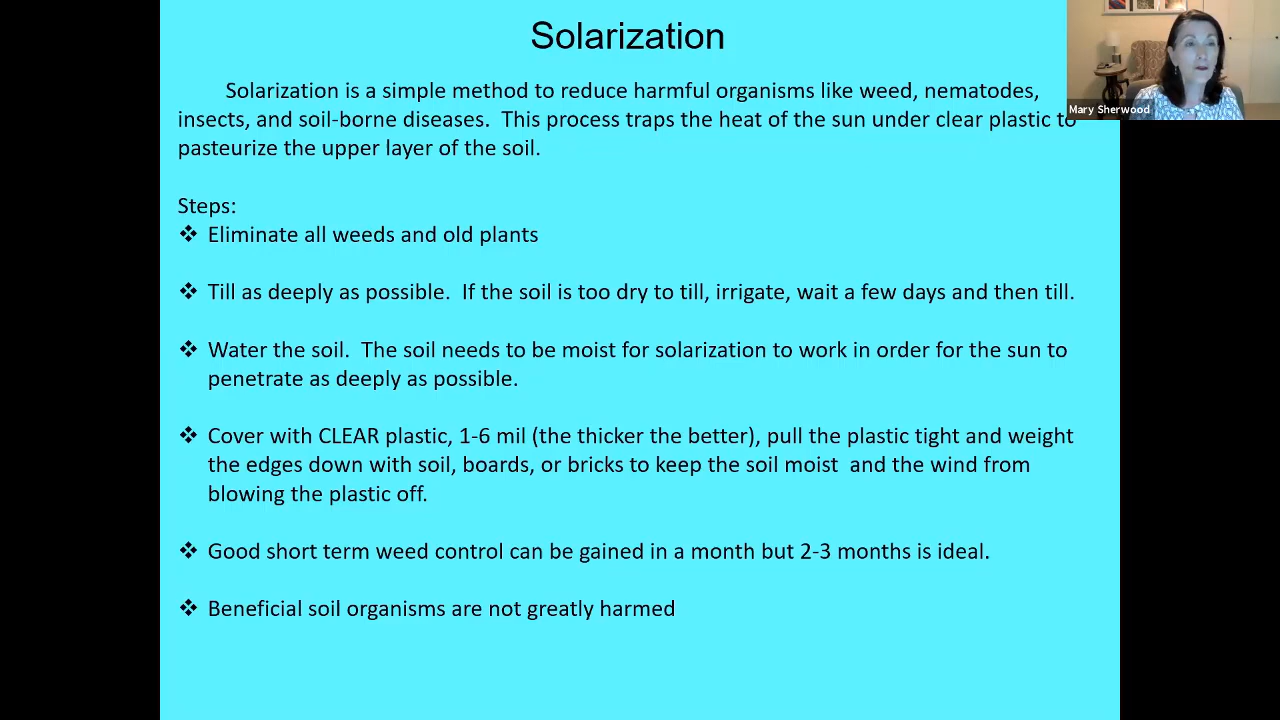 Solarization
Solarization is a simple method to reduce harmful organisms like weed, nematodes,
insects, and soil-borne diseases.  This process traps the heat of the sun under clear plastic to
pasteurize the upper layer of the soil.
Steps:
❖ Eliminate all weeds and old plants
❖ Till as deeply as possible.  If the soil is too dry to till, irrigate, wait a few days and then till.
❖ Water the soil.  The soil needs to be moist for solarization to work in order for the sun to
penetrate as deeply as possible.
❖ Cover with CLEAR plastic, 1-6 mil (the thicker the better), pull the plastic tight and weight
the edges down with soil, boards, or bricks to keep the soil moist  and the wind from
blowing the plastic off.
❖ Good short term weed control can be gained in a month but 2-3 months is ideal.
❖ Beneficial soil organisms are not greatly harmed
Mary Sherwood